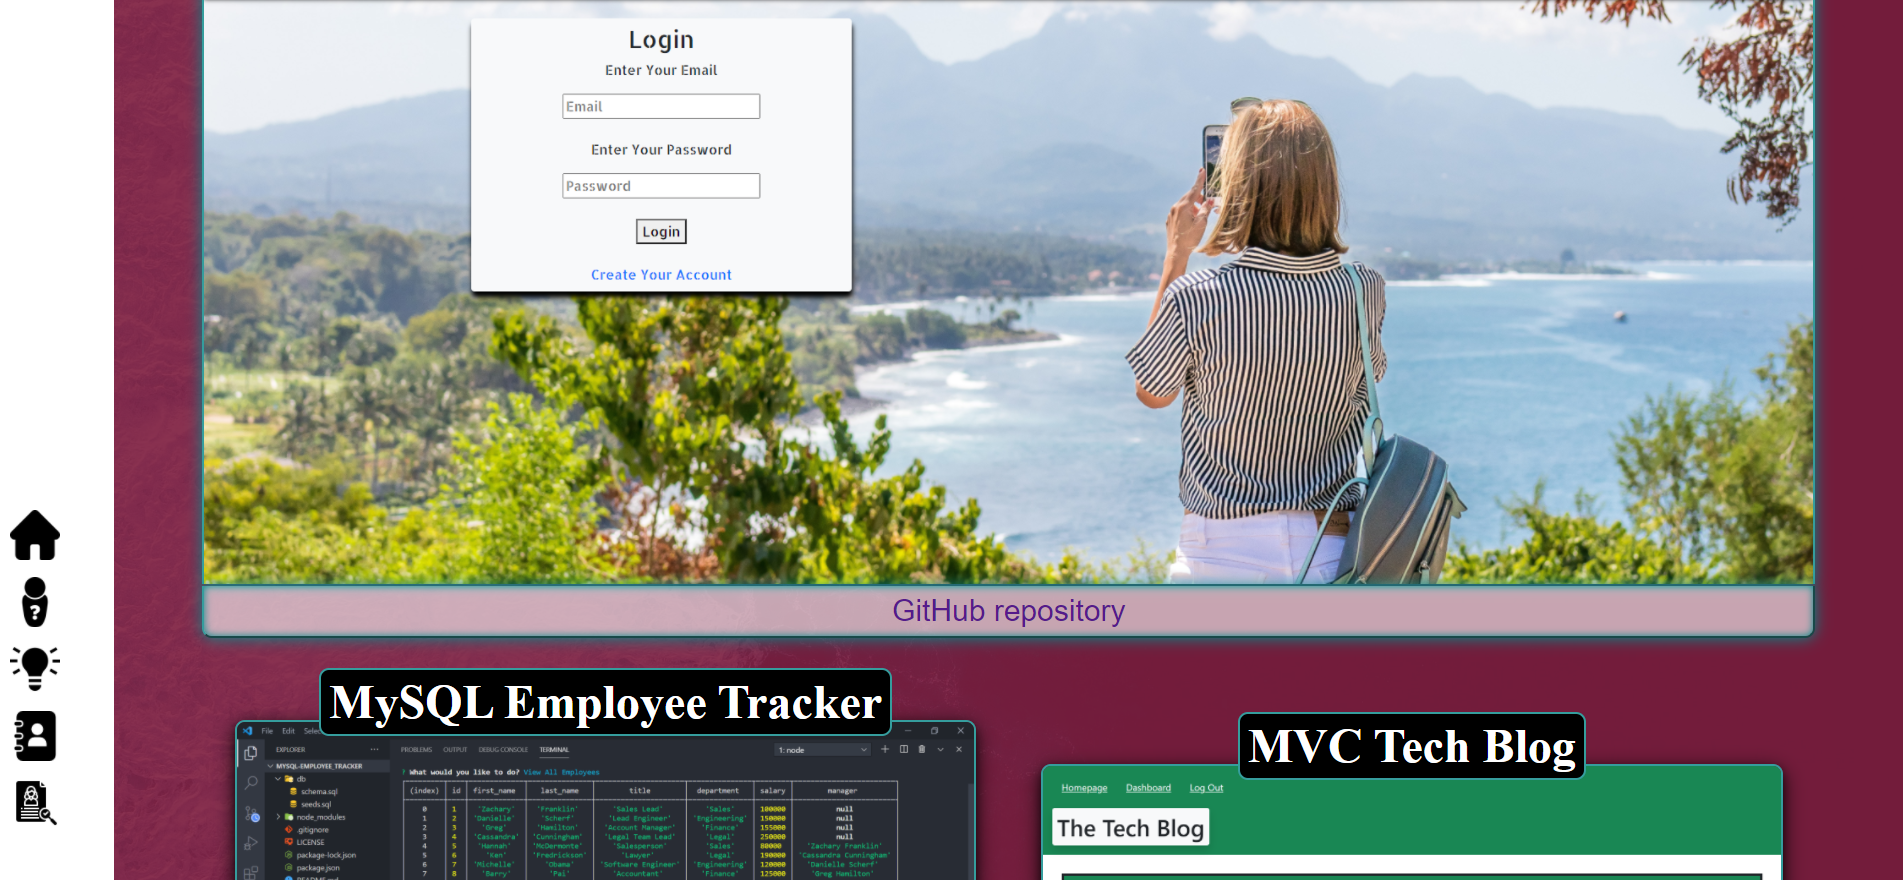 Login
Enter Your Email
Email
Enter Your Password
Password
Login
Create Your Account
GitHub repository
MySQL Employee Tracker
File Edit
EXPLORER ...
MYSQL-EMPLOYEE_TRACKER
db
schema.sql
seeds.sql
node_modules
.gitignore
LICENSE
package-lock.json
package.json
PROBLEMS OUTPUT DEBUG CONSOLE TERMINAL 1: node
? What would you like to do? View All Employees
(index) id first_name last_name title department salary manager
0 1 'Zachary' 'Franklin' 'Sales Lead' 'Sales' 100000 null
1 2 'Danielle' 'Scherf' 'Lead Engineer' 'Engineering' 150000 null
2 3 'Greg' 'Hamilton' 'Account Manager' 'Finance' 155000 null
3 4 'Cassandra' 'Cunningham' 'Legal Team Lead' 'Legal' 250000 null
4 5 'Hannah' 'McDermonte' 'Salesperson' 'Sales' 80000 'Zachary Franklin'
5 6 'Ken' 'Fredrickson' 'Lawyer' 'Legal' 190000 'Cassandra Cunningham'
6 7 'Michelle' 'Obama' 'Software Engineer' 'Engineering' 120000 'Danielle Scherf'
7 8 'Barry' 'Pai' 'Accountant' 'Finance' 125000 'Greg Hamilton'
MVC Tech Blog
Homepage Dashboard Log Out
The Tech Blog